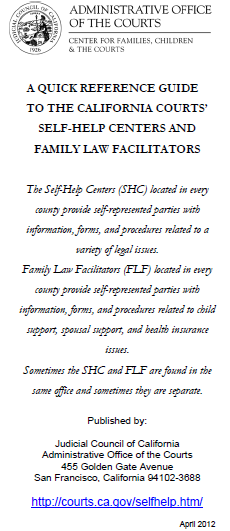 JUDICIAL COUNCIL OF CALIFORNIA
1926
ADMINISTRATIVE OFFICE
OF THE COURTS
CENTER FOR FAMILIES, CHILDREN
& THE COURTS
A QUICK REFERENCE GUIDE
TO THE CALIFORNIA COURTS'
SELF-HELP CENTERS AND
FAMILY LAW FACILITATORS
The Self-Help Centers (SHC) located in every
county provide self-represented parties with
information, forms, and procedures related to a
variety of legal issues.
Family Law Facilitators (FLF) located in every
county provide self-represented parties with
information, forms, and procedures related to child
support, spousal support, and health insurance
issues.
Sometimes the SHC and FLF are found in the
same office and sometimes they are separate.
Published by:
Judicial Council of California
Administrative Office of the Courts
455 Golden Gate Avenue
San Francisco, California 94102-3688
http://courts.ca.gov/selfhelp.htm/
April 2012